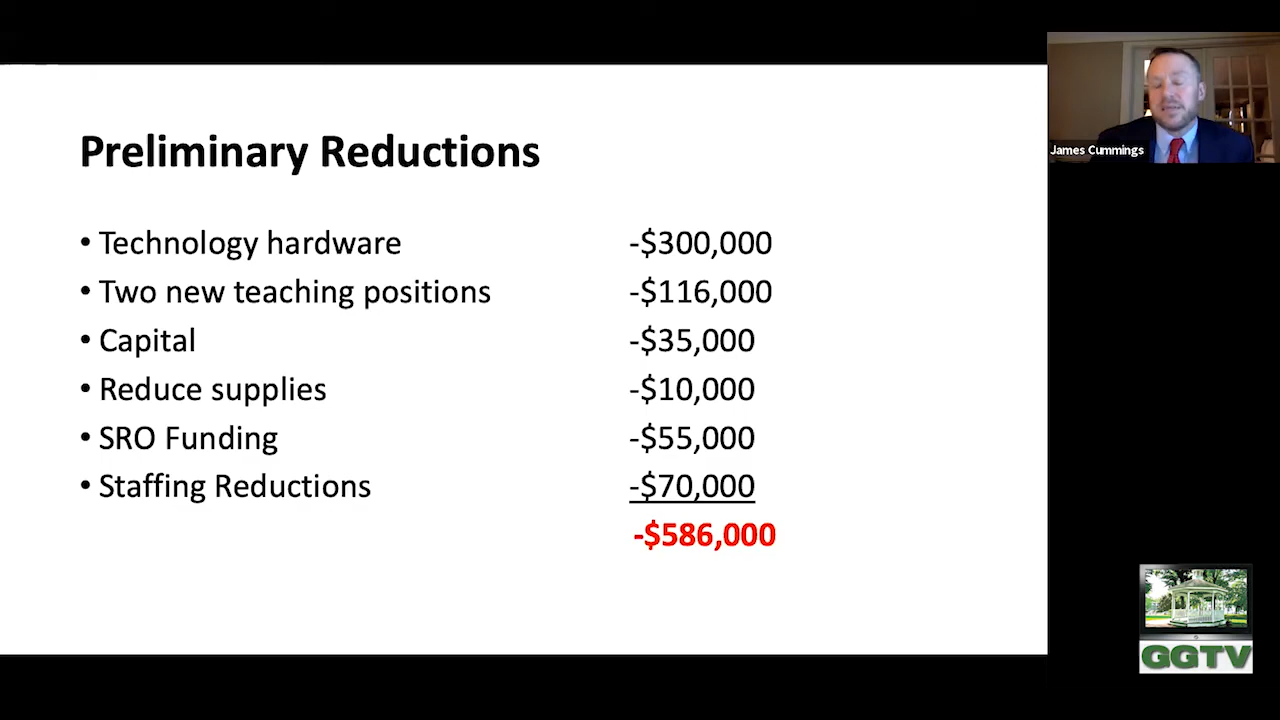 Preliminary Reductions
• Technology hardware -$300,000
• Two new teaching positions -$116,000
• Capital -$35,000
• Reduce supplies -$10,000
• SRO Funding -$55,000
• Staffing Reductions -$70,000
-$586,000
James Cummings
GGTV